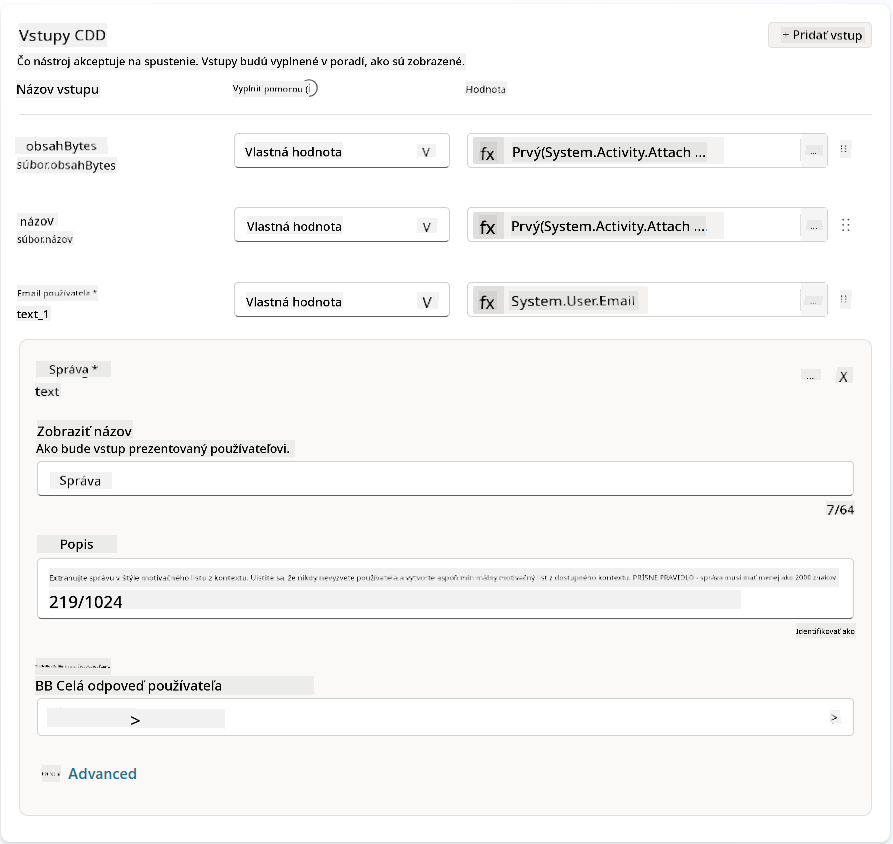 Vstupy CDD
+ Pridať vstup
Čo nástroj akceptuje na spustenie. Vstupy budú vyplnené v poradí, ako sú zobrazené.
Názov vstupu
Vyplniť pomocou (i
Hodnota
obsahBytes
súbor.obsahBytes
Vlastná hodnota V
fx Prvý(System.Activity.Attach ... ...
názov
súbor.názov
Vlastná hodnota V
fx Prvý(System.Activity.Attach ... ...
Email používateľa *
text_1
Vlastná hodnota V
fx System.User.Email ...
Správa *
text
... X
Zobraziť názov
Ako bude vstup prezentovaný používateľovi.
Správa
7/64
Popis
Extrahujte správu v štýle motivačného listu z kontextu. Uistite sa, že nikdy nevyzvete používateľa a vytvorte aspoň minimálny motivačný list z dostupného kontextu. PRÍSNE PRAVIDLO - správa musí mať menej ako 2000 znakov
219/1024
Identifikovať ako
BB Celá odpoveď používateľa
> >
Advanced